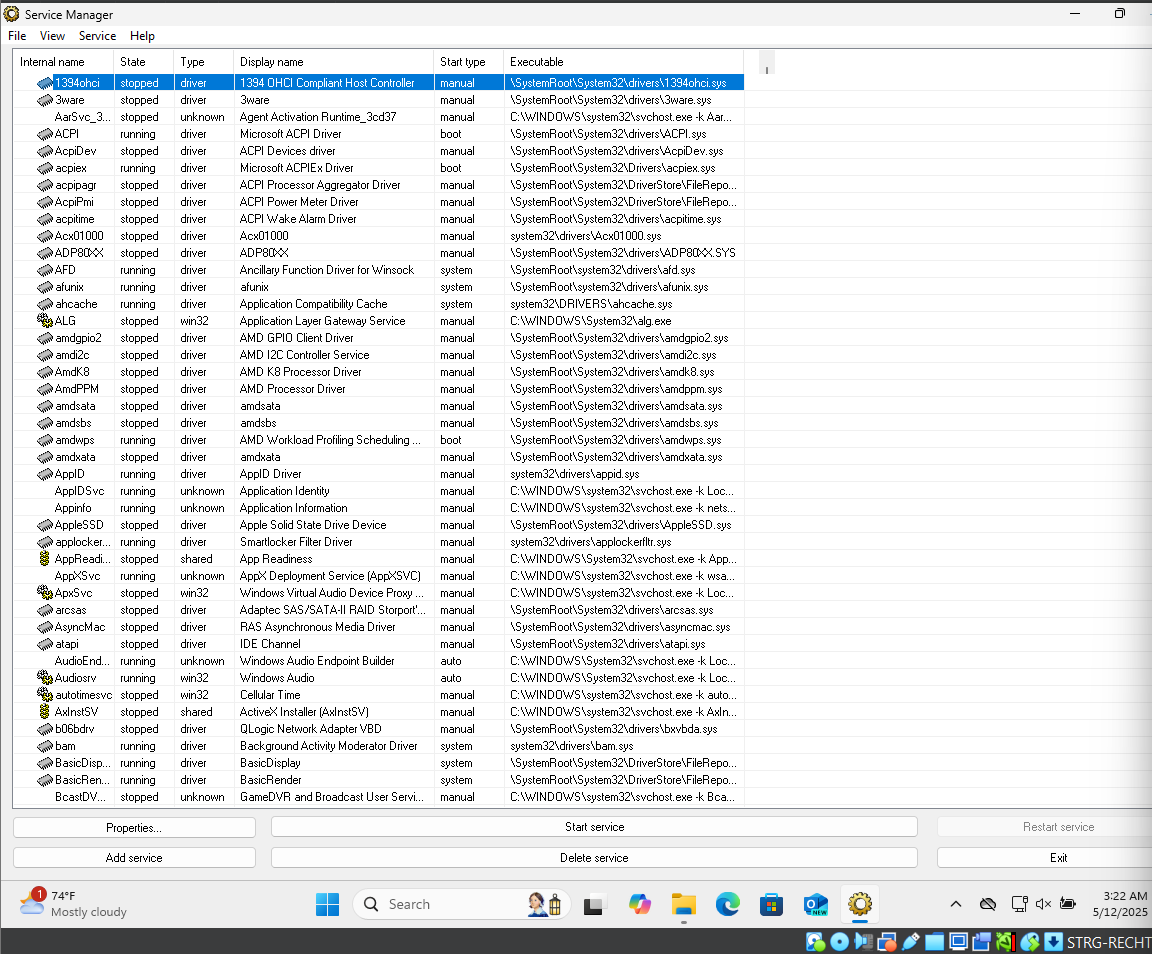 Service Manager
File View Service Help
Internal name State Type Display name Start type Executable
1394ohci stopped driver 1394 OHCI Compliant Host Controller manual \SystemRoot\System32\drivers\1394ohci.sys
3ware stopped driver 3ware manual \SystemRoot\System32\drivers\3ware.sys
AarSvc_3... stopped unknown Agent Activation Runtime_3cd37 manual C:\WINDOWS\system32\svchost.exe -k Aar...
ACPI running driver Microsoft ACPI Driver boot \SystemRoot\System32\drivers\ACPI.sys
AcpiDev stopped driver ACPI Devices driver manual \SystemRoot\System32\drivers\AcpiDev.sys
acpiex running driver Microsoft ACPIEx Driver boot \SystemRoot\System32\Drivers\acpiex.sys
acpipagr stopped driver ACPI Processor Aggregator Driver manual \SystemRoot\System32\DriverStore\FileRepo...
AcpiPmi stopped driver ACPI Power Meter Driver manual \SystemRoot\System32\DriverStore\FileRepo...
acpitime stopped driver ACPI Wake Alarm Driver manual \SystemRoot\System32\drivers\acpitime.sys
Acx01000 stopped driver Acx01000 manual system32\drivers\Acx01000.sys
ADP80XX stopped driver ADP80XX manual \SystemRoot\System32\drivers\ADP80XX.SYS
AFD running driver Ancillary Function Driver for Winsock system \SystemRoot\system32\drivers\afd.sys
afunix running driver afunix system \SystemRoot\system32\drivers\afunix.sys
ahcache running driver Application Compatibility Cache system system32\DRIVERS\ahcache.sys
ALG stopped win32 Application Layer Gateway Service manual C:\WINDOWS\System32\alg.exe
amdgpio2 stopped driver AMD GPIO Client Driver manual \SystemRoot\System32\drivers\amdgpio2.sys
amdi2c stopped driver AMD I2C Controller Service manual \SystemRoot\System32\drivers\amdi2c.sys
AmdK8 stopped driver AMD K8 Processor Driver manual \SystemRoot\System32\drivers\amdk8.sys
AmdPPM stopped driver AMD Processor Driver manual \SystemRoot\System32\drivers\amdppm.sys
amdsata stopped driver amdsata manual \SystemRoot\System32\drivers\amdsata.sys
amdsbs stopped driver amdsbs manual \SystemRoot\System32\drivers\amdsbs.sys
amdwps running driver AMD Workload Profiling Scheduling ... boot \SystemRoot\System32\drivers\amdwps.sys
amdxata stopped driver amdxata manual \SystemRoot\System32\drivers\amdxata.sys
AppID running driver AppID Driver manual system32\drivers\appid.sys
AppIDSvc running unknown Application Identity manual C:\WINDOWS\system32\svchost.exe -k Loc...
Appinfo running unknown Application Information manual C:\WINDOWS\system32\svchost.exe -k nets...
AppleSSD stopped driver Apple Solid State Drive Device manual \SystemRoot\System32\drivers\AppleSSD.sys
applocker... running driver Smartlocker Filter Driver manual system32\drivers\applockerfltr.sys
AppReadi... stopped shared App Readiness manual C:\WINDOWS\System32\svchost.exe -k App...
AppXSvc running unknown AppX Deployment Service (AppXSVC) manual C:\WINDOWS\system32\svchost.exe -k wsa...
ApxSvc stopped win32 Windows Virtual Audio Device Proxy ... manual C:\WINDOWS\system32\svchost.exe -k Loc...
arcsas stopped driver Adaptec SAS/SATA-II RAID Storport'... manual \SystemRoot\System32\drivers\arcsas.sys
AsyncMac stopped driver RAS Asynchronous Media Driver manual \SystemRoot\System32\drivers\asyncmac.sys
atapi stopped driver IDE Channel manual \SystemRoot\System32\drivers\atapi.sys
AudioEnd... running unknown Windows Audio Endpoint Builder auto C:\WINDOWS\System32\svchost.exe -k Loc...
Audiosrv running win32 Windows Audio auto C:\WINDOWS\System32\svchost.exe -k Loc...
autotimesvc stopped win32 Cellular Time manual C:\WINDOWS\system32\svchost.exe -k auto...
AxInstSV stopped shared ActiveX Installer (AxInstSV) manual C:\WINDOWS\system32\svchost.exe -k AxIn...
b06bdrv stopped driver QLogic Network Adapter VBD manual \SystemRoot\System32\drivers\bxvbda.sys
bam running driver Background Activity Moderator Driver system system32\drivers\bam.sys
BasicDisp... running driver BasicDisplay system \SystemRoot\System32\DriverStore\FileRepo...
BasicRen... running driver BasicRender system \SystemRoot\System32\DriverStore\FileRepo...
BcastDV... stopped unknown GameDVR and Broadcast User Servi... manual C:\WINDOWS\system32\svchost.exe -k Bca...
Properties... Start service Restart service
Add service Delete service Exit
1
74°F
Mostly cloudy
Search
NEW
3:22 AM
5/12/2025
STRG-RECHT